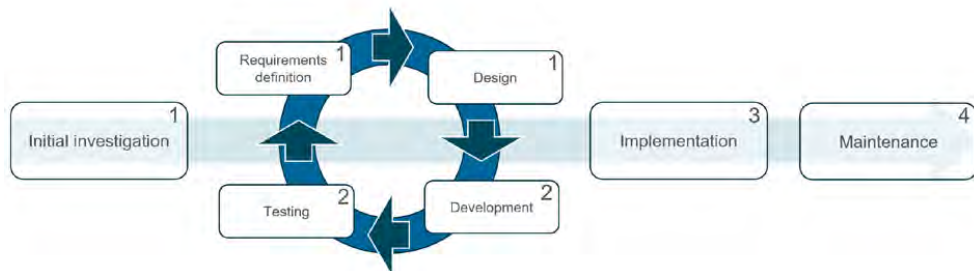 Initial investigation 1
Requirements 1
definition
Design 1
Development 2
Testing 2
Implementation 3
Maintenance 4